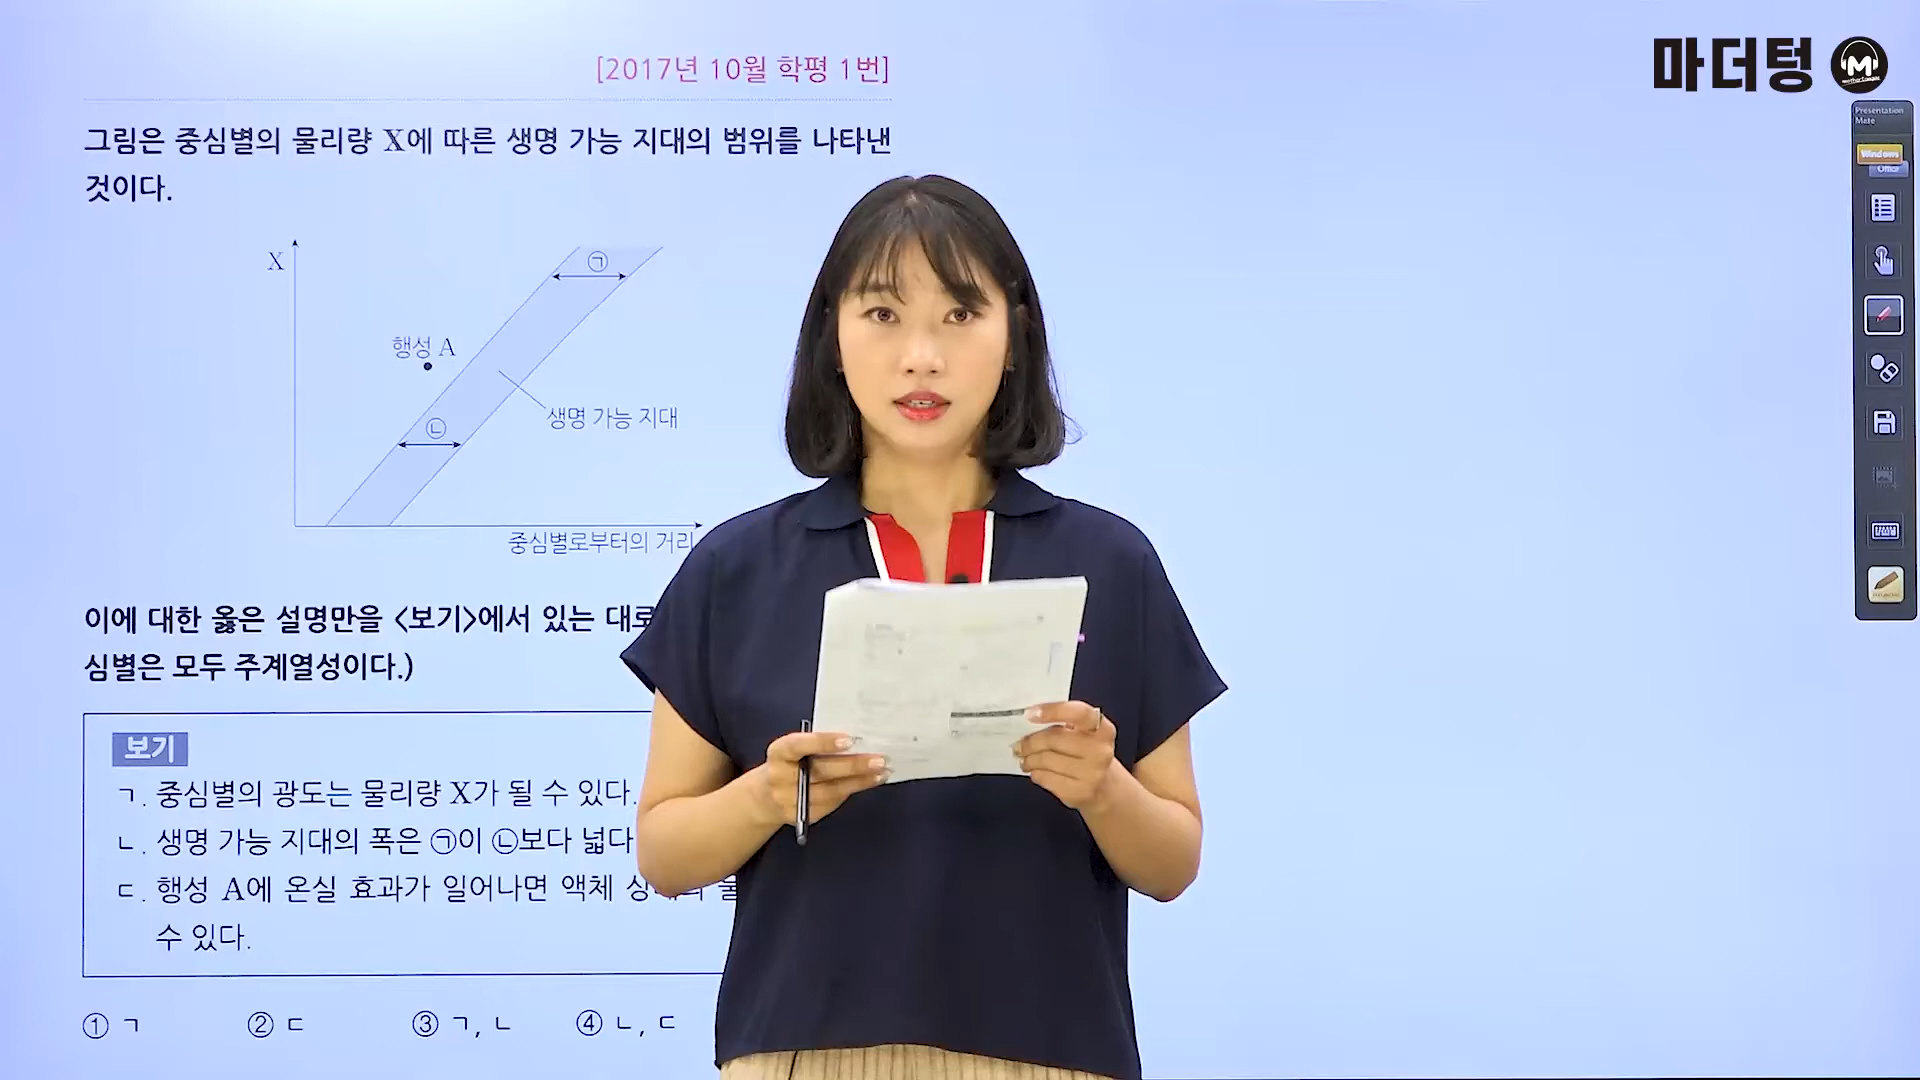 마더텅
M
Presentation
Mate
Windows
Office
[2017년 10월 학평 1번]
그림은 중심별의 물리량 X에 따른 생명 가능 지대의 범위를 나타낸
것이다.
X
㉠
행성 A
생명 가능 지대
㉡
중심별로부터의 거리
이에 대한 옳은 설명만을 <보기>에서 있는 대로
심별은 모두 주계열성이다.)
보기
ㄱ. 중심별의 광도는 물리량 X가 될 수 있다.
ㄴ. 생명 가능 지대의 폭은 ㉠이 ㉡보다 넓다
ㄷ. 행성 A에 온실 효과가 일어나면 액체
수 있다.
① ㄱ ② ㄷ ③ ㄱ, ㄴ ④ ㄴ, ㄷ